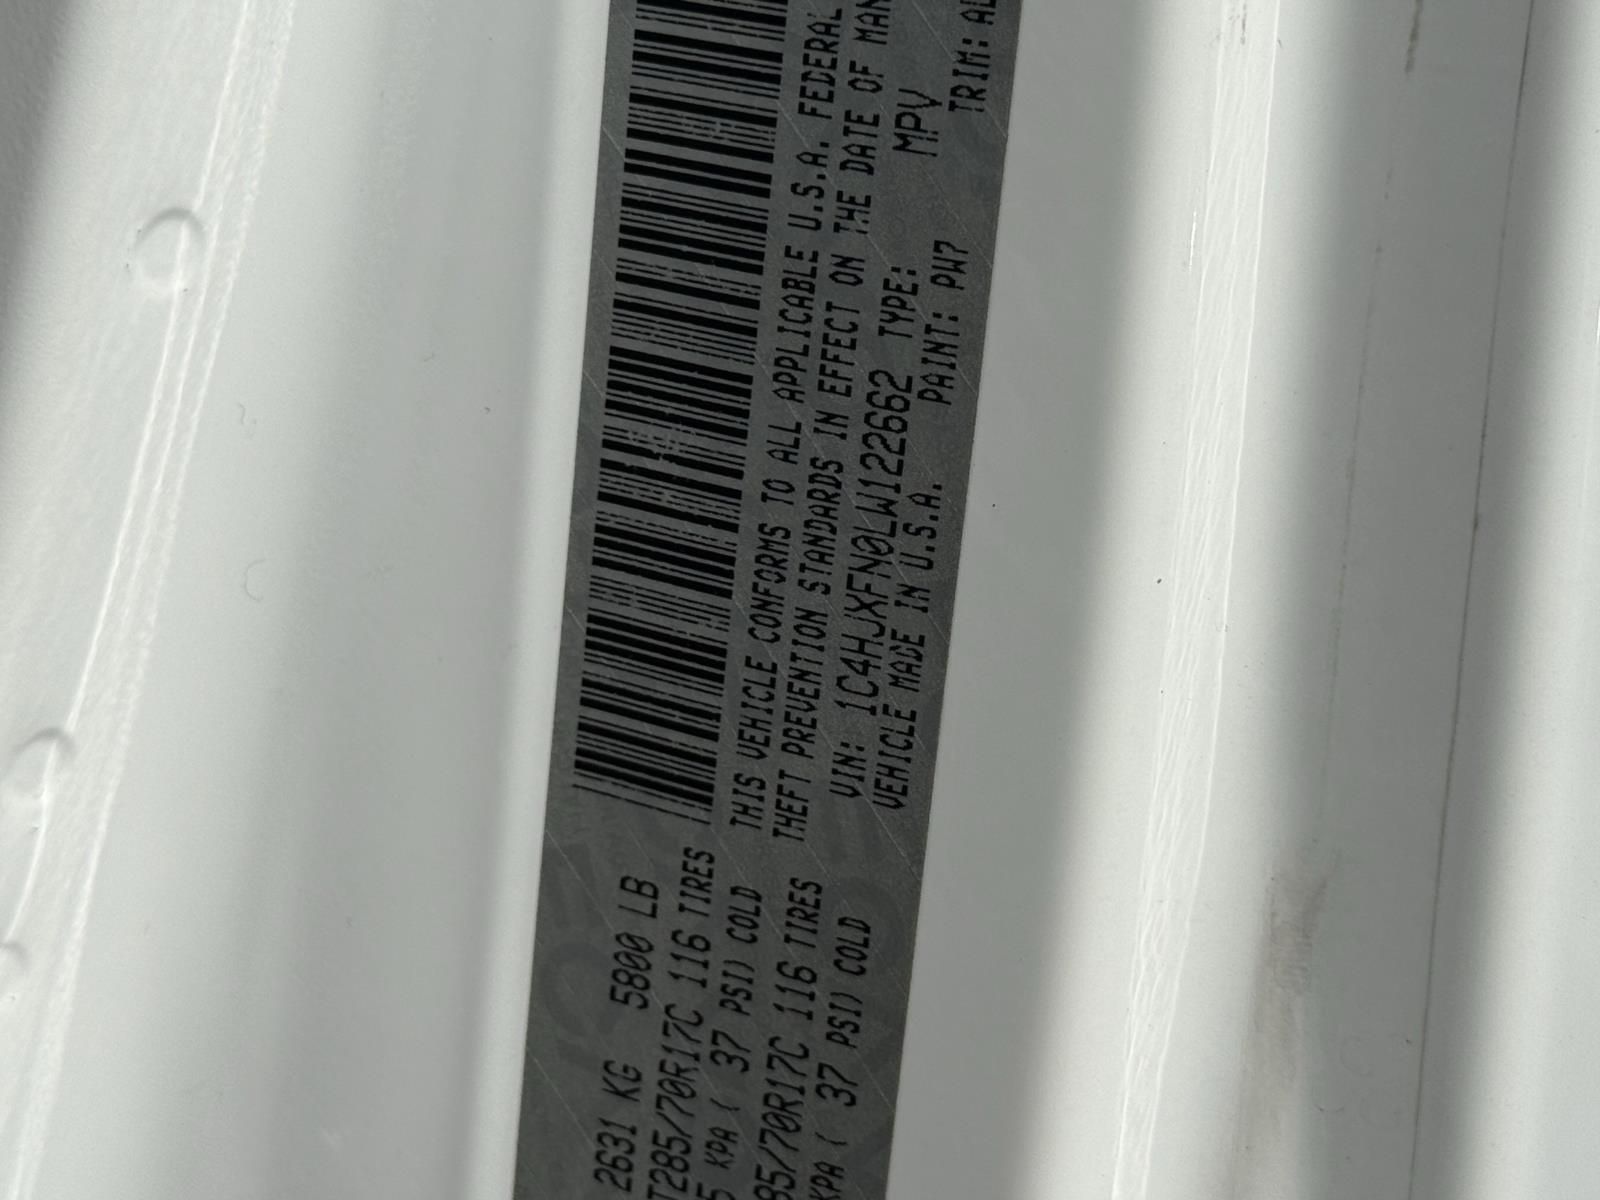 2631 KG 5800 LB
T285/70R17C 116 TIRES
5 KPA ( 37 PSI) COLD
85/70R17C 116 TIRES
KPA ( 37 PSI) COLD
THIS VEHICLE CONFORMS TO ALL APPLICABLE U.S.A. FEDERAL
THEFT PREVENTION STANDARDS IN EFFECT ON THE DATE OF MAN
VIN: 1C4HJXFN0LW122662 TYPE: MPV
VEHICLE MADE IN U.S.A. PAINT: PW7 TRIM: AL